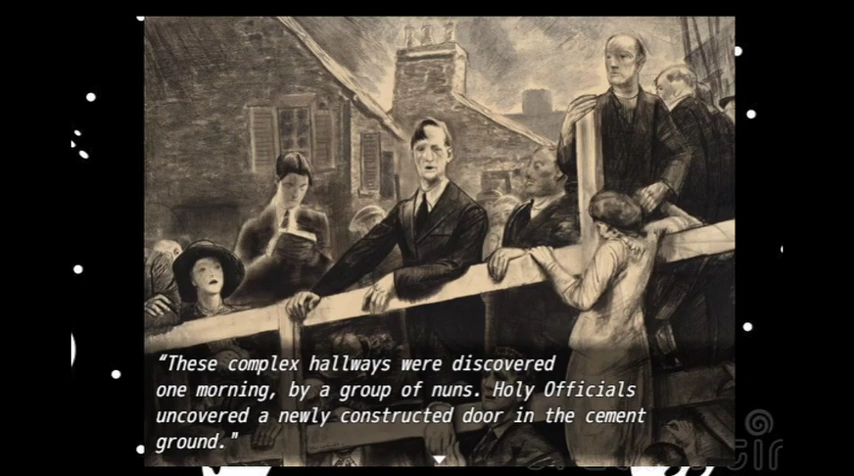 “These complex hallways were discovered
one morning, by a group of nuns. Holy Officials
uncovered a newly constructed door in the cement
ground."